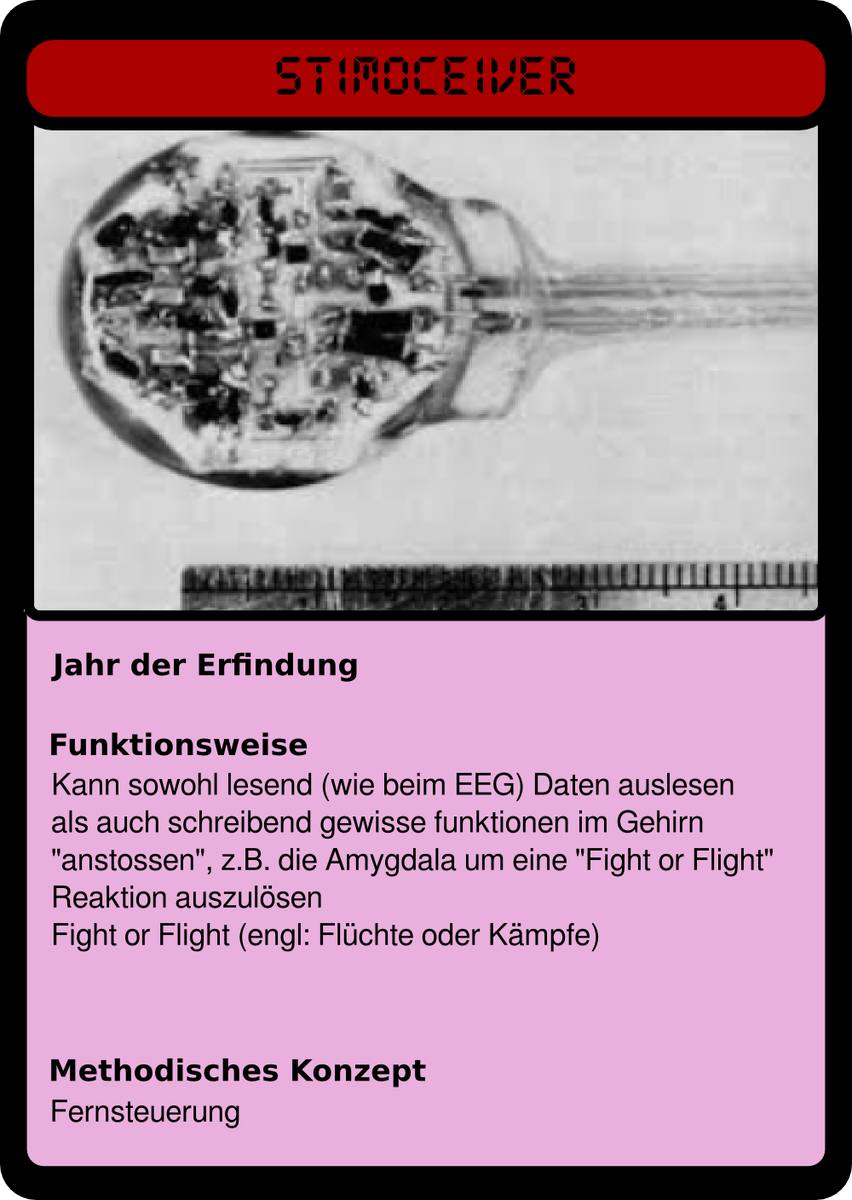 STIMOCEIVER
4
Jahr der Erfindung
Funktionsweise
Kann sowohl lesend (wie beim EEG) Daten auslesen
als auch schreibend gewisse funktionen im Gehirn
"anstossen", z.B. die Amygdala um eine "Fight or Flight"
Reaktion auszulösen
Fight or Flight (engl: Flüchte oder Kämpfe)
Methodisches Konzept
Fernsteuerung